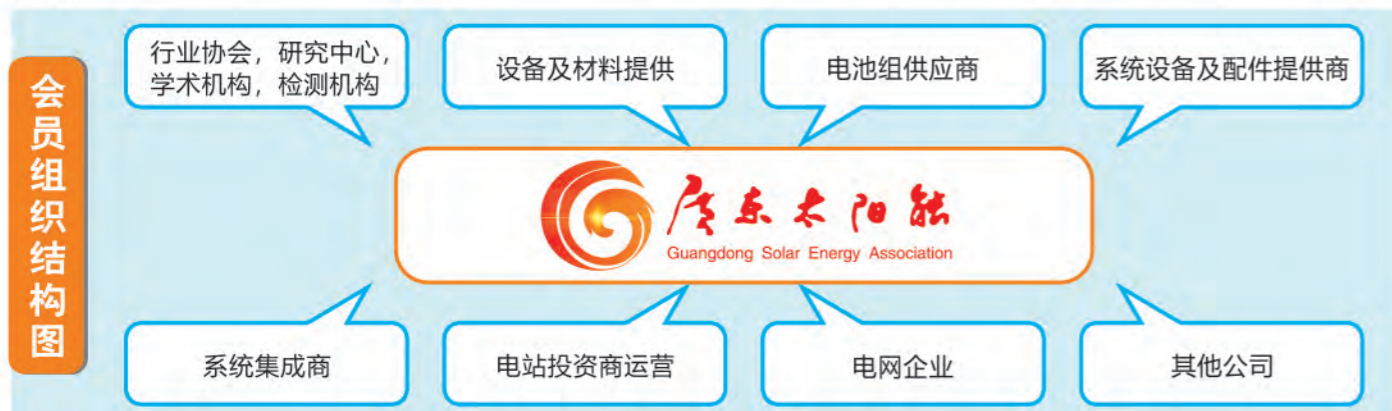 会员组织结构图
行业协会，研究中心，
学术机构，检测机构
设备及材料提供
电池组供应商
系统设备及配件提供商
广东太阳能
Guangdong Solar Energy Association
系统集成商
电站投资商运营
电网企业
其他公司